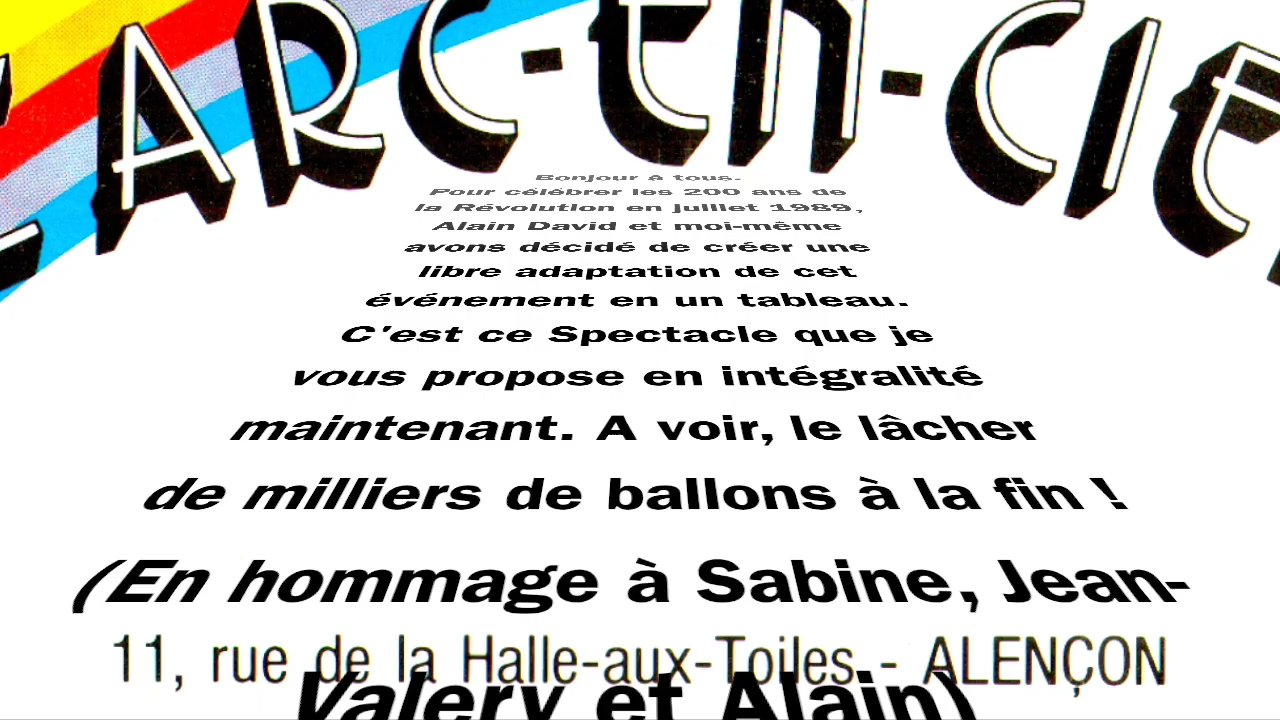 L'ARC-EN-CIE
Bonjour à tous.
Pour célébrer les 200 ans de
la Révolution en juillet 1989,
Alain David et moi-même
avons décidé de créer une
libre adaptation de cet
événement en un tableau.
C'est ce Spectacle que je
vous propose en intégralité
maintenant. A voir, le lâcher
de milliers de ballons à la fin !
(En hommage à Sabine, Jean-
11, rue de la Halle-aux-Toiles - ALENÇON
Valery et Alain)